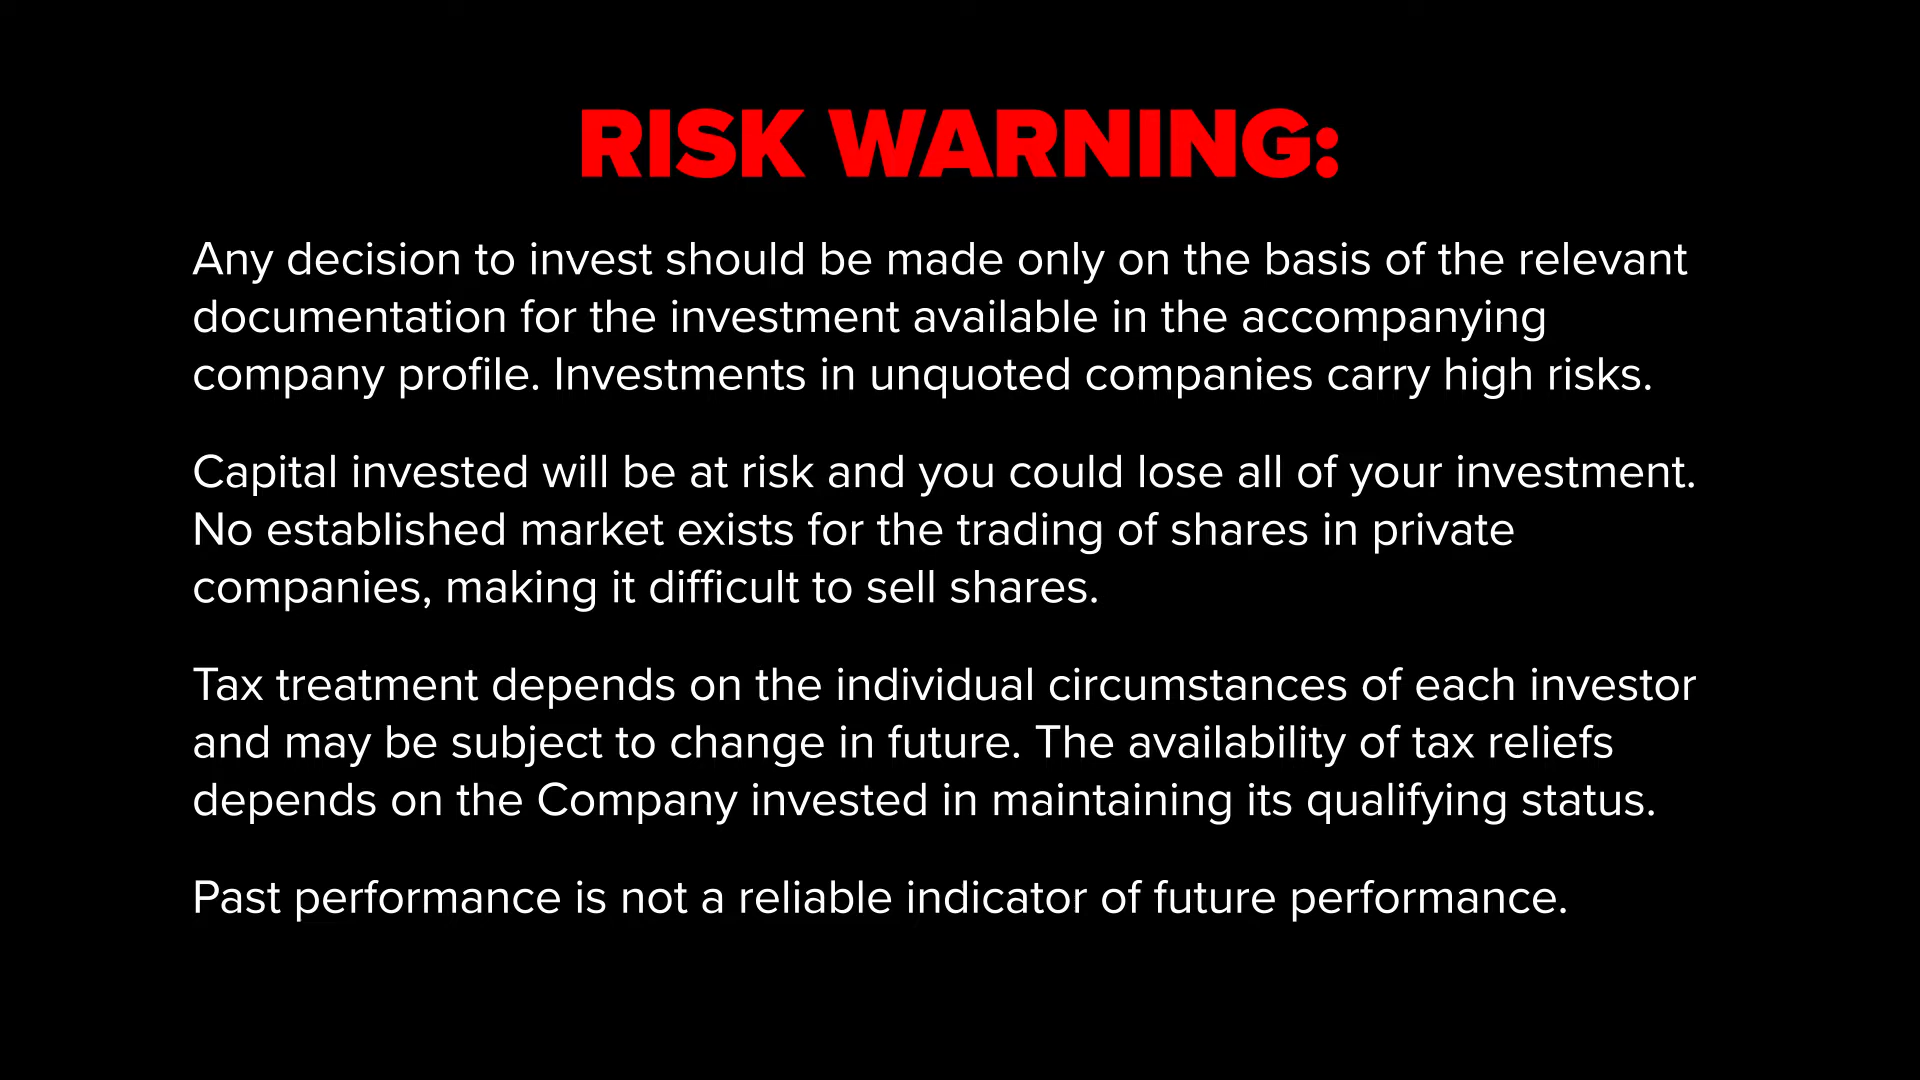 RISK WARNING:
Any decision to invest should be made only on the basis of the relevant
documentation for the investment available in the accompanying
company profile. Investments in unquoted companies carry high risks.
Capital invested will be at risk and you could lose all of your investment.
No established market exists for the trading of shares in private
companies, making it difficult to sell shares.
Tax treatment depends on the individual circumstances of each investor
and may be subject to change in future. The availability of tax reliefs
depends on the Company invested in maintaining its qualifying status.
Past performance is not a reliable indicator of future performance.